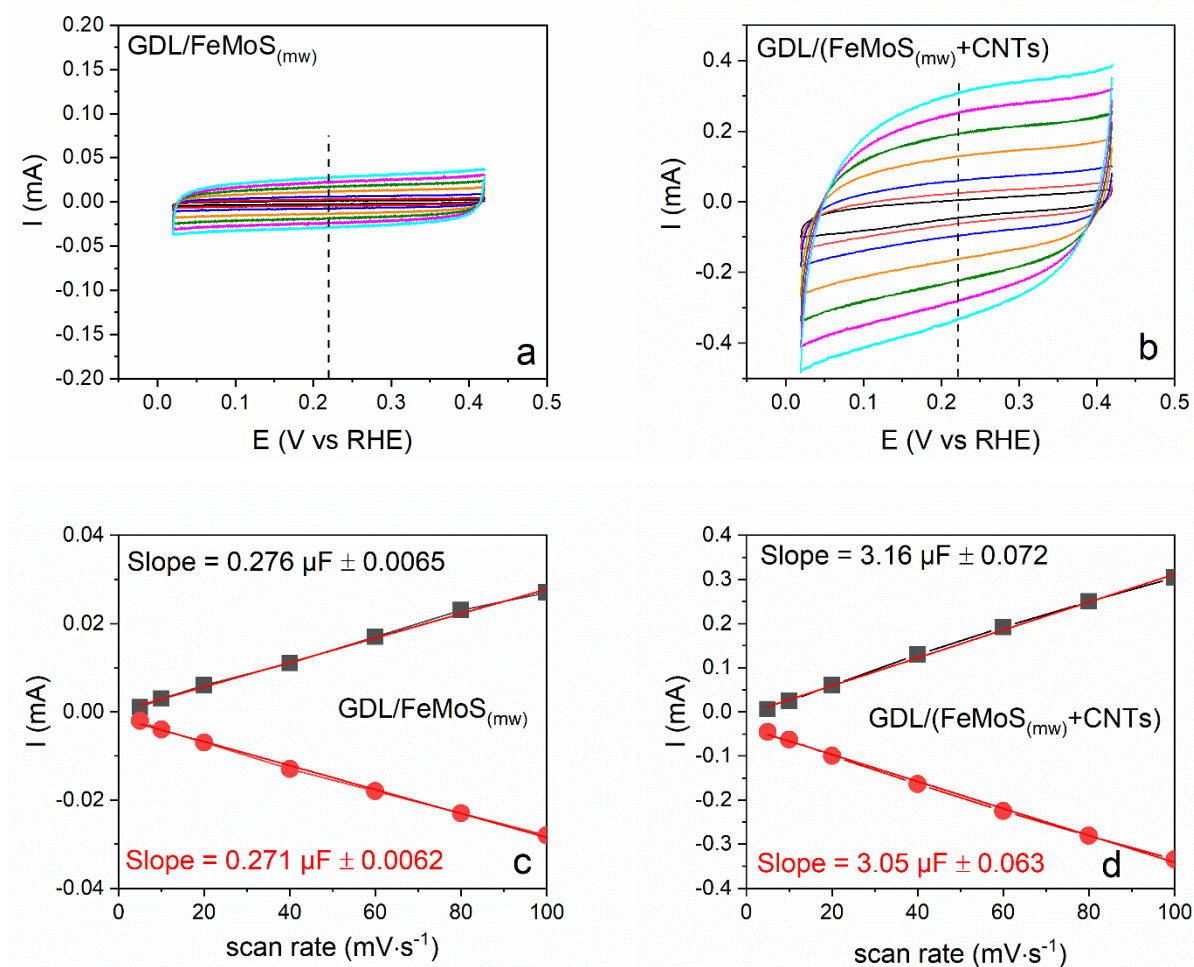 GDL/FeMoS(mw)
0.20
0.15
0.10
0.05
0.00
-0.05
-0.10
-0.15
-0.20
I (mA)
a
0.0 0.1 0.2 0.3 0.4 0.5
E (V vs RHE)
GDL/(FeMoS(mw)+CNTs)
0.4
0.2
0.0
-0.2
-0.4
I (mA)
b
0.0 0.1 0.2 0.3 0.4 0.5
E (V vs RHE)
0.04
0.02
0.00
-0.02
-0.04
I (mA)
Slope = 0.276 µF ± 0.0065
GDL/FeMoS(mw)
Slope = 0.271 µF ± 0.0062
c
0 20 40 60 80 100
scan rate (mV·s-1)
0.4
0.3
0.2
0.1
0.0
-0.1
-0.2
-0.3
-0.4
I (mA)
Slope = 3.16 µF ± 0.072
GDL/(FeMoS(mw)+CNTs)
Slope = 3.05 µF ± 0.063
d
0 20 40 60 80 100
scan rate (mV·s-1)